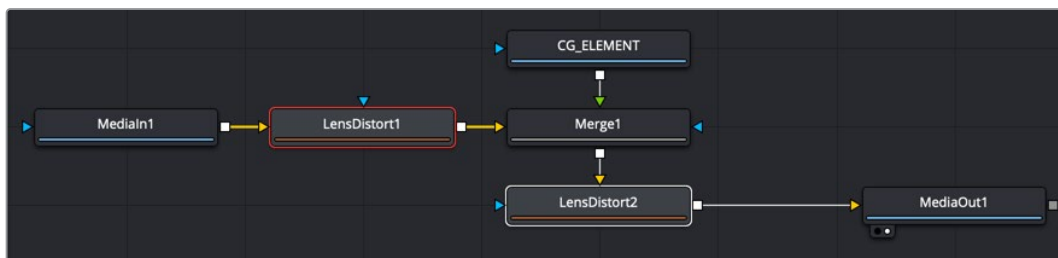 CG_ELEMENT
MediaIn1
LensDistort1
Merge1
LensDistort2
MediaOut1